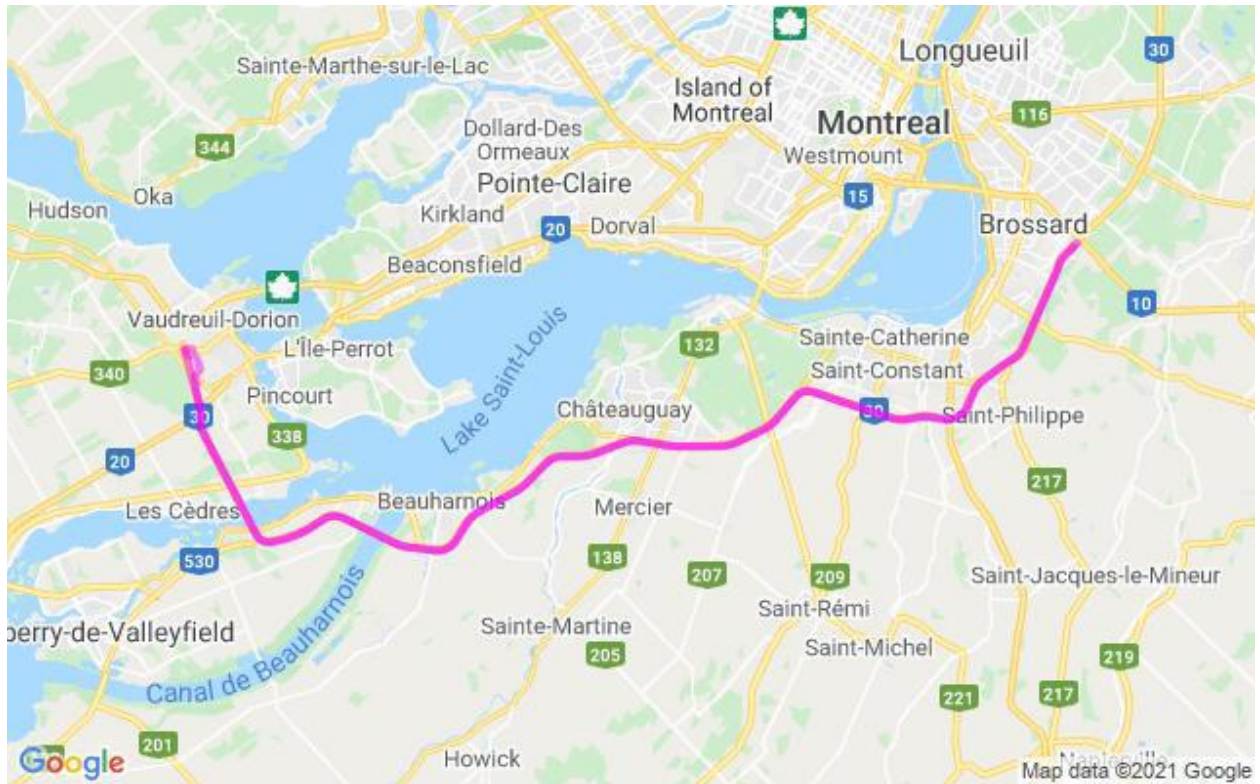 Sainte-Marthe-sur-le-Lac
Longueuil
30
Island of
Montreal
116
344
Dollard-Des
Ormeaux
Montreal
Westmount
Oka
Pointe-Claire
15
Hudson
Kirkland
20
Dorval
Brossard
Beaconsfield
10
Vaudreuil-Dorion
L'Île-Perrot
132
Sainte-Catherine
340
Saint-Constant
Pincourt
Lake Saint-Louis
30
338
Châteauguay
30
Saint-Philippe
20
217
Les Cèdres
Beauharnois
Mercier
530
138
207
209
Saint-Jacques-le-Mineur
perry-de-Valleyfield
Sainte-Martine
Saint-Rémi
Canal de Beauharnois
205
Saint-Michel
219
221
217
201
Howick
Google
Map data ©2021 Google